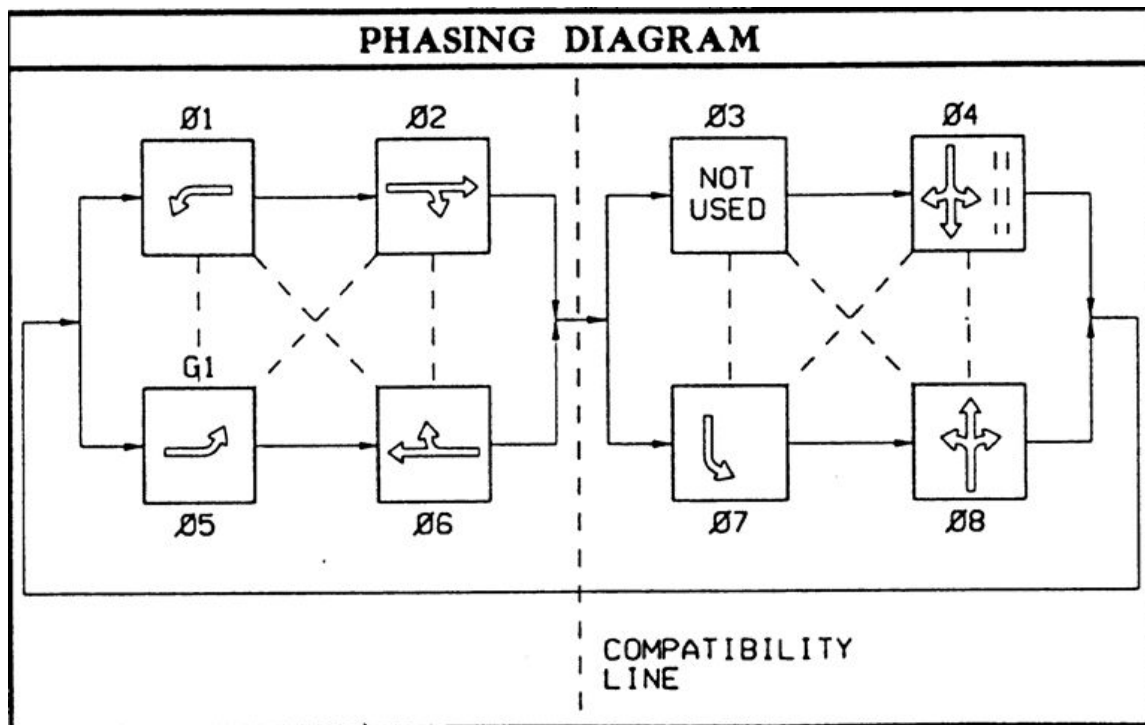 PHASING DIAGRAM
Ø1
Ø2
Ø3
Ø4
NOT
USED
G1
Ø5
Ø6
Ø7
Ø8
COMPATIBILITY
LINE